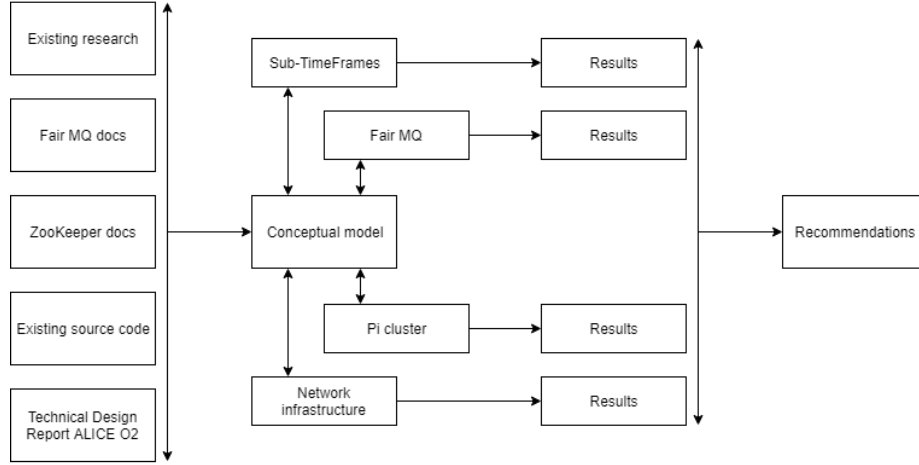 Existing research
Fair MQ docs
ZooKeeper docs
Existing source code
Technical Design
Report ALICE O2
Sub-TimeFrames
Results
Fair MQ
Results
Conceptual model
Pi cluster
Results
Network
infrastructure
Results
Recommendations